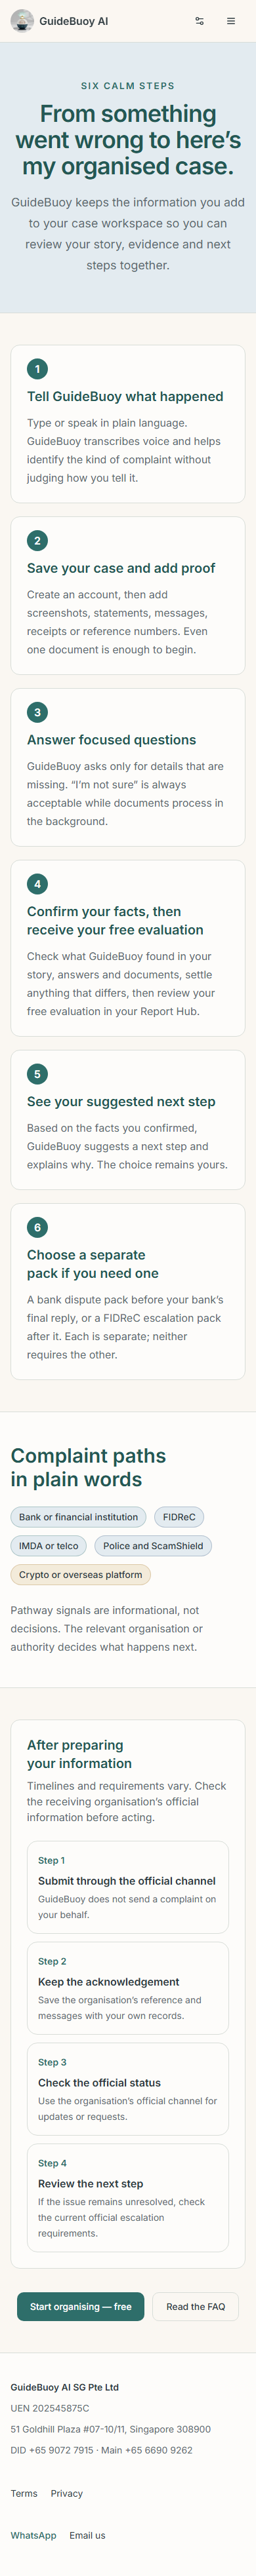 GuideBuoy AI
SIX CALM STEPS
From something
went wrong to here’s
my organised case.
GuideBuoy keeps the information you add
to your case workspace so you can
review your story, evidence and next
steps together.
1
Tell GuideBuoy what happened
Type or speak in plain language.
GuideBuoy transcribes voice and helps
identify the kind of complaint without
judging how you tell it.
2
Save your case and add proof
Create an account, then add
screenshots, statements, messages,
receipts or reference numbers. Even
one document is enough to begin.
3
Answer focused questions
GuideBuoy asks only for details that are
missing. “I’m not sure” is always
acceptable while documents process in
the background.
4
Confirm your facts, then
receive your free evaluation
Check what GuideBuoy found in your
story, answers and documents, settle
anything that differs, then review your
free evaluation in your Report Hub.
5
See your suggested next step
Based on the facts you confirmed,
GuideBuoy suggests a next step and
explains why. The choice remains yours.
6
Choose a separate
pack if you need one
A bank dispute pack before your bank’s
final reply, or a FIDReC escalation pack
after it. Each is separate; neither
requires the other.
Complaint paths
in plain words
Bank or financial institution
FIDReC
IMDA or telco
Police and ScamShield
Crypto or overseas platform
Pathway signals are informational, not
decisions. The relevant organisation or
authority decides what happens next.
After preparing
your information
Timelines and requirements vary. Check
the receiving organisation’s official
information before acting.
Step 1
Submit through the official channel
GuideBuoy does not send a complaint on
your behalf.
Step 2
Keep the acknowledgement
Save the organisation’s reference and
messages with your own records.
Step 3
Check the official status
Use the organisation’s official channel for
updates or requests.
Step 4
Review the next step
If the issue remains unresolved, check
the current official escalation
requirements.
Start organising — free
Read the FAQ
GuideBuoy AI SG Pte Ltd
UEN 202545875C
51 Goldhill Plaza #07-10/11, Singapore 308900
DID +65 9072 7915 · Main +65 6690 9262
Terms
Privacy
WhatsApp
Email us